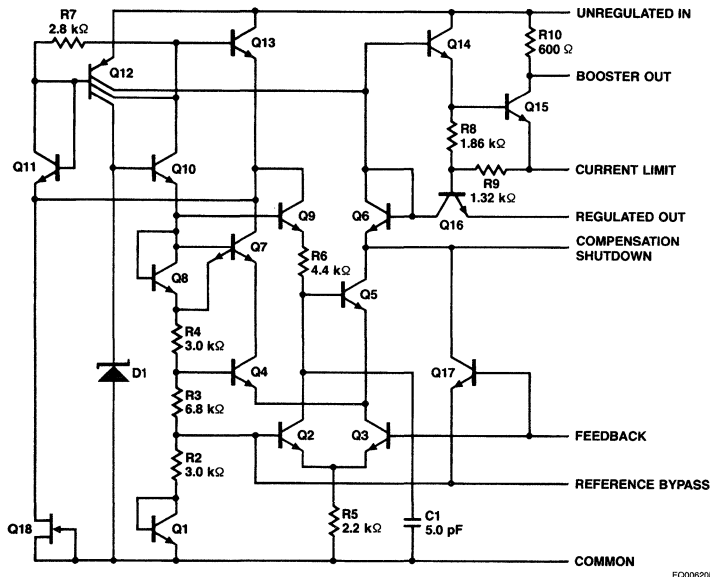 R7
2.8 kΩ
Q12
Q13
Q14
R10
600 Ω
UNREGULATED IN
BOOSTER OUT
Q15
R8
1.86 kΩ
Q11
Q10
R9
1.32 kΩ
CURRENT LIMIT
Q9
Q6
Q16
REGULATED OUT
Q7
R6
4.4 kΩ
COMPENSATION
SHUTDOWN
Q8
Q5
R4
3.0 kΩ
D1
Q4
Q17
R3
6.8 kΩ
Q2
Q3
FEEDBACK
R2
3.0 kΩ
REFERENCE BYPASS
Q18
Q1
R5
2.2 kΩ
C1
5.0 pF
COMMON